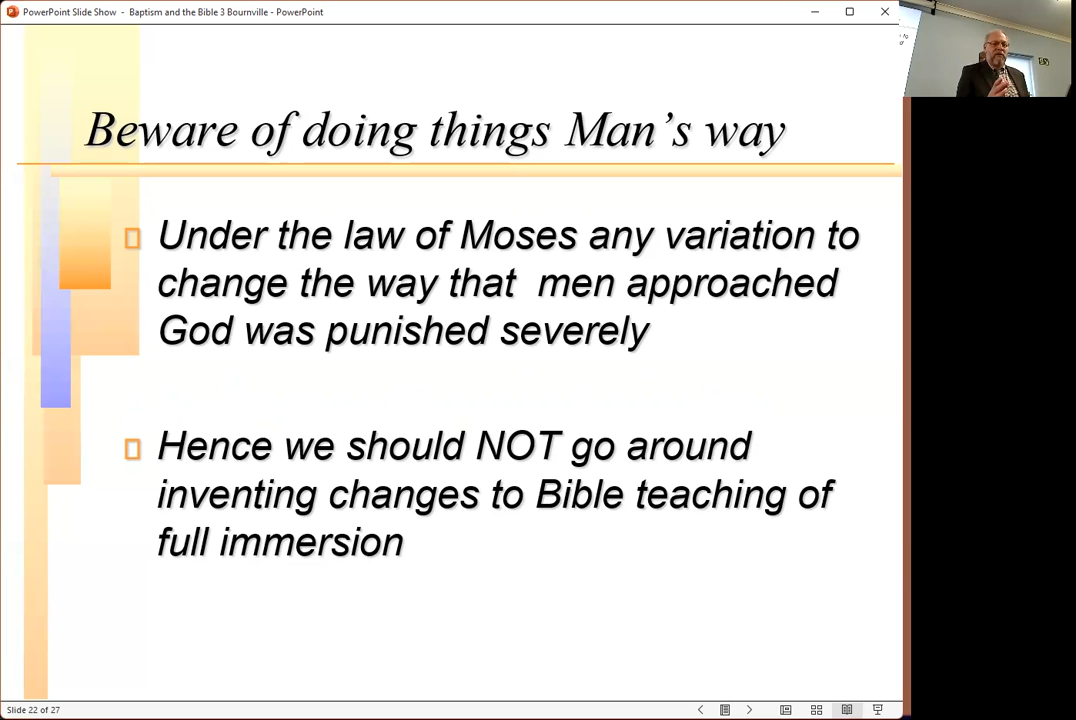 PowerPoint Slide Show - Baptism and the Bible 3 Bournville - PowerPoint
Beware of doing things Man's way
Under the law of Moses any variation to
change the way that men approached
God was punished severely
Hence we should NOT go around
inventing changes to Bible teaching of
full immersion
Slide 22 of 27